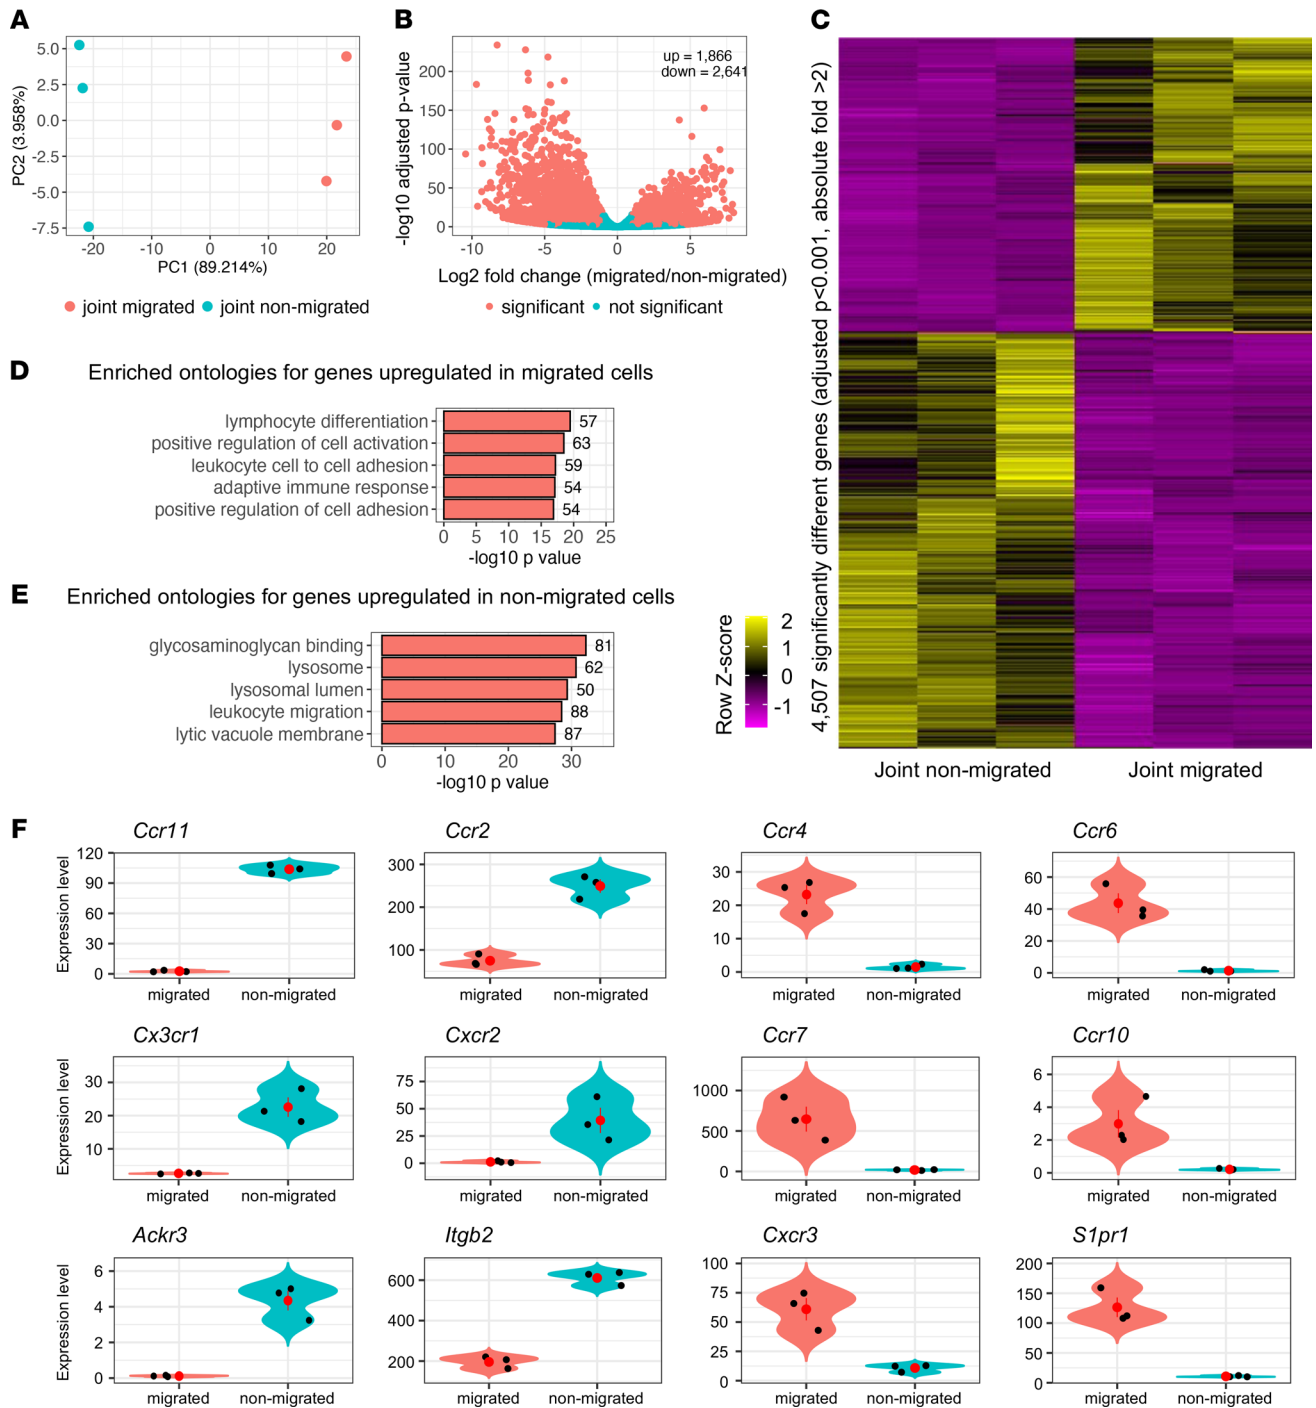 A
5.0
2.5
0.0
-2.5
-5.0
-7.5
PC2 (3.958%)
-20
-10
0
10
20
PC1 (89.214%)
joint migrated
joint non-migrated
B
up = 1,866
down = 2,641
200
150
100
50
0
-log10 adjusted p-value
-10
-5
0
5
Log2 fold change (migrated/non-migrated)
significant
not significant
C
4,507 significantly different genes (adjusted p<0.001, absolute fold >2)
Row Z-score
2
1
0
-1
Joint non-migrated
Joint migrated
D
Enriched ontologies for genes upregulated in migrated cells
lymphocyte differentiation
57
positive regulation of cell activation
63
leukocyte cell to cell adhesion
59
adaptive immune response
54
positive regulation of cell adhesion
54
0 5 10 15 20 25
-log10 p value
E
Enriched ontologies for genes upregulated in non-migrated cells
glycosaminoglycan binding
81
lysosome
62
lysosomal lumen
50
leukocyte migration
88
lytic vacuole membrane
87
0 10 20 30
-log10 p value
F
Ccr11
Expression level
120
90
60
30
0
migrated non-migrated
Ccr2
300
200
100
migrated non-migrated
Ccr4
30
20
10
0
migrated non-migrated
Ccr6
60
40
20
0
migrated non-migrated
Cx3cr1
Expression level
30
20
10
migrated non-migrated
Cxcr2
75
50
25
0
migrated non-migrated
Ccr7
1000
500
0
migrated non-migrated
Ccr10
6
4
2
0
migrated non-migrated
Ackr3
Expression level
6
4
2
0
migrated non-migrated
Itgb2
600
400
200
migrated non-migrated
Cxcr3
100
75
50
25
0
migrated non-migrated
S1pr1
200
150
100
50
0
migrated non-migrated